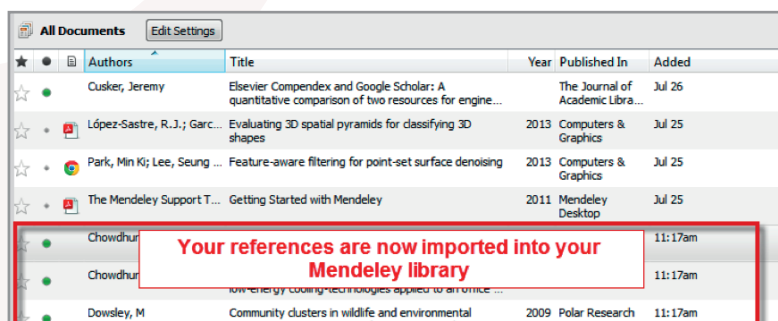 All Documents Edit Settings
Authors Title Year Published In Added
Cusker, Jeremy Elsevier Compendex and Google Scholar: A The Journal of Jul 26
quantitative comparison of two resources for engine... Academic Libra...
López-Sastre, R.J.; Garc... Evaluating 3D spatial pyramids for classifying 3D 2013 Computers & Jul 25
shapes Graphics
Park, Min Ki; Lee, Seung ... Feature-aware filtering for point-set surface denoising 2013 Computers & Jul 25
Graphics
The Mendeley Support T... Getting Started with Mendeley 2011 Mendeley Jul 25
Desktop
Chowdhur 11:17am
Your references are now imported into your
Mendeley library
Chowdhur 11:17am
low-energy cooling-technologies applied to an office ...
Dowsley, M Community clusters in wildlife and environmental 2009 Polar Research 11:17am